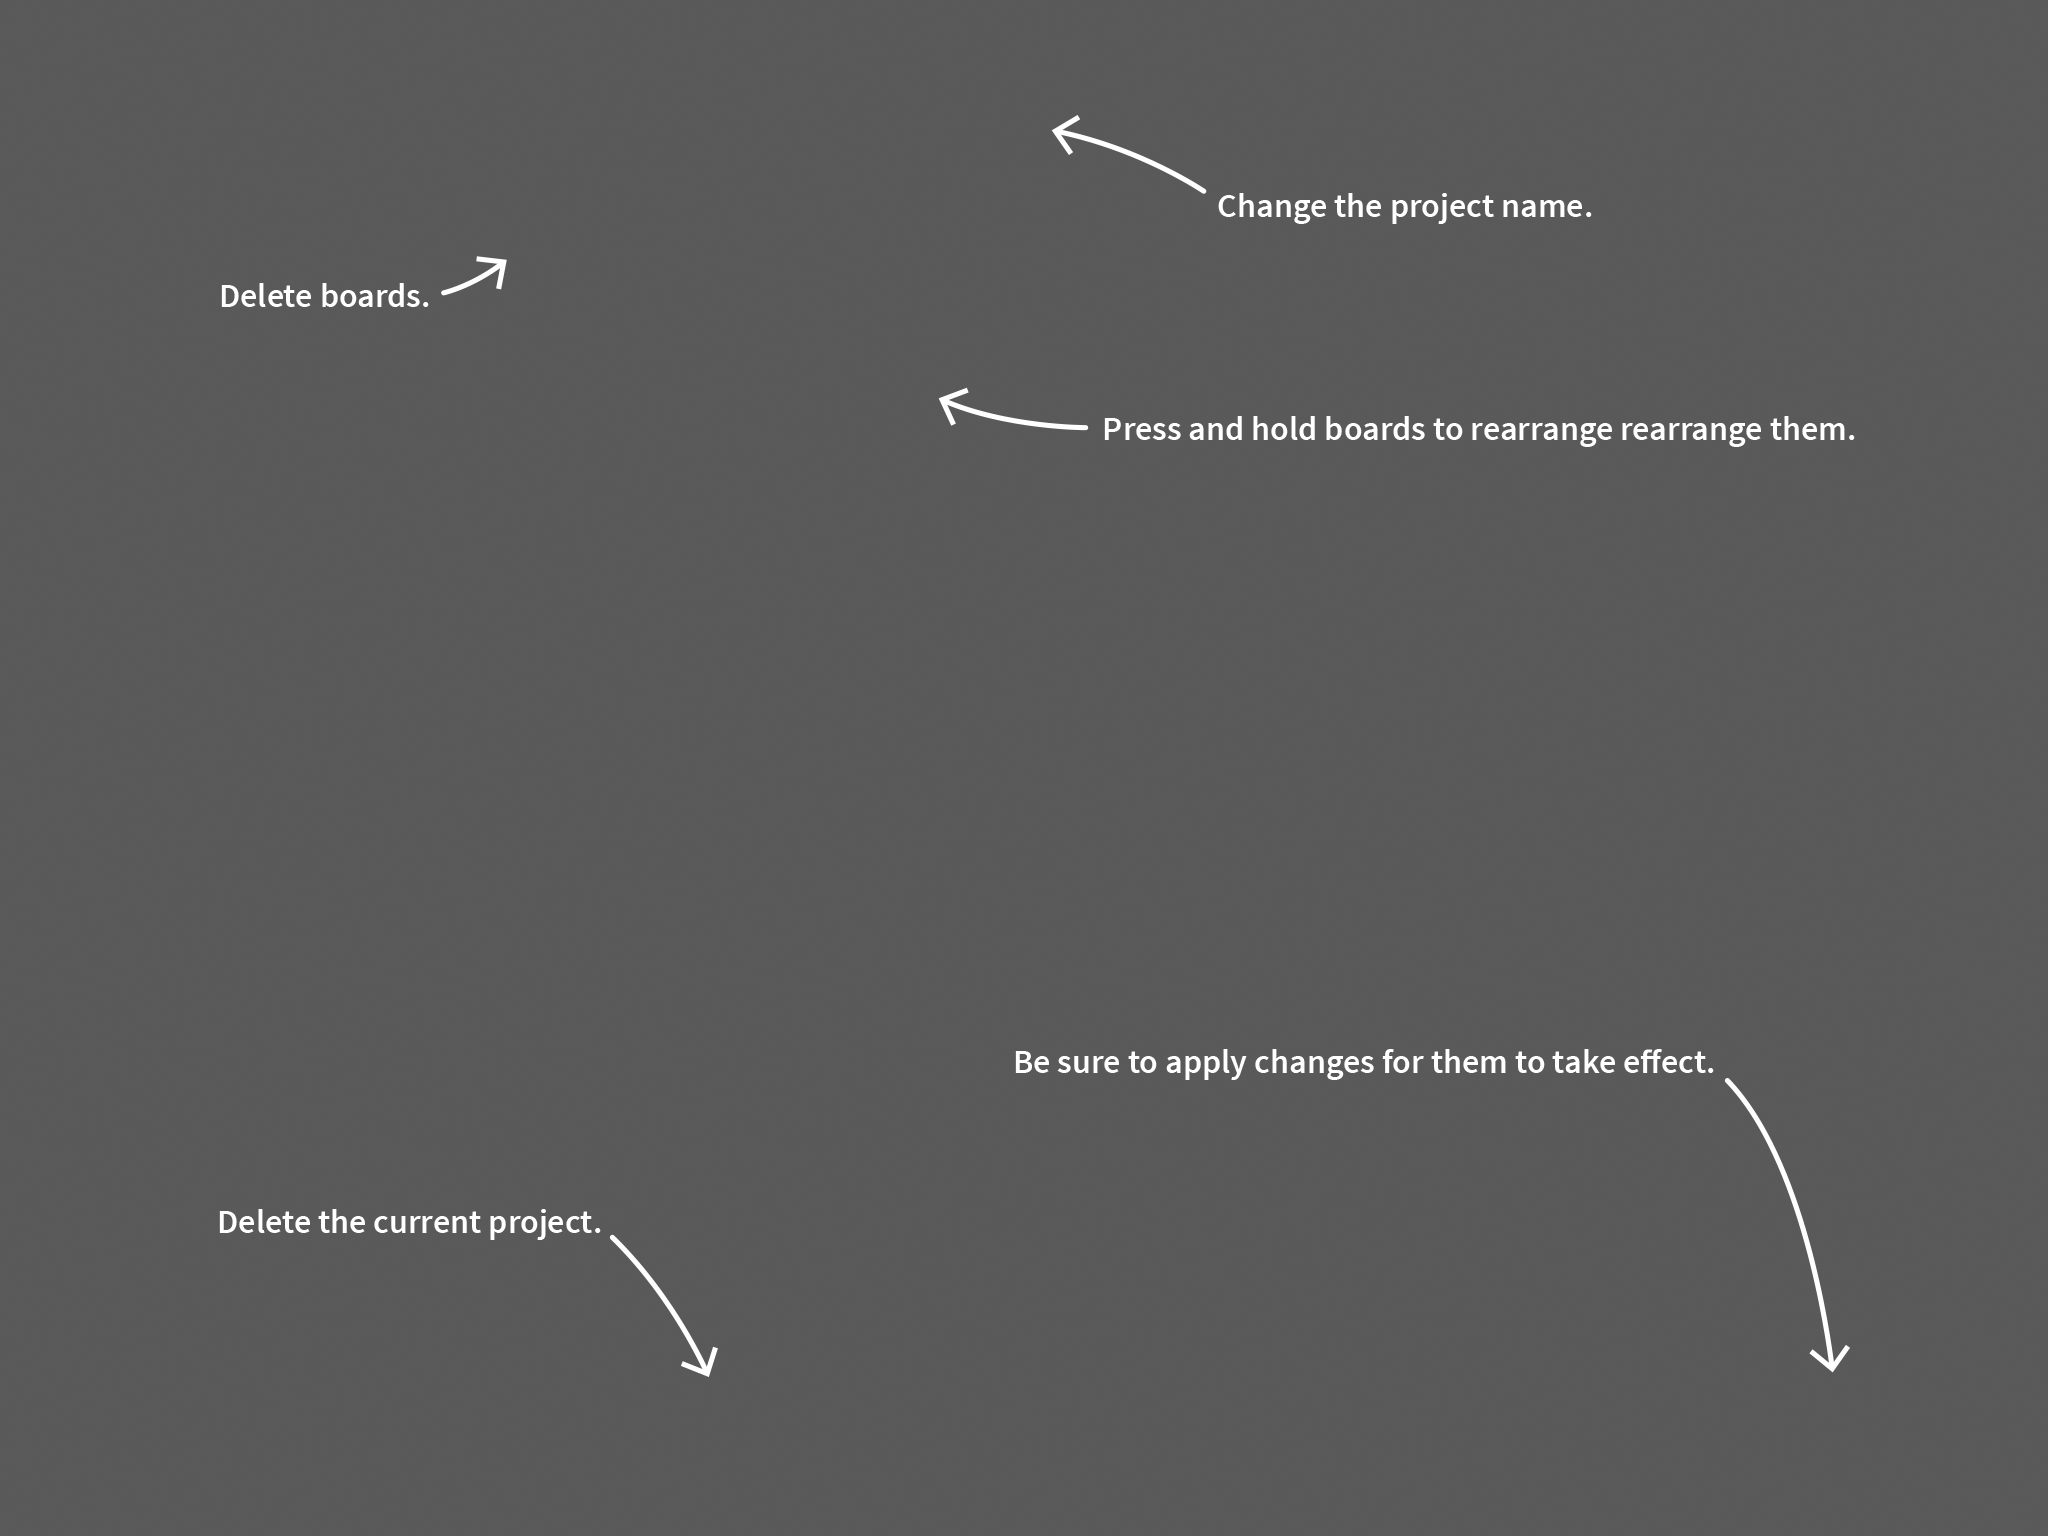 Change the project name.
Delete boards.
Press and hold boards to rearrange rearrange them.
Be sure to apply changes for them to take effect.
Delete the current project.